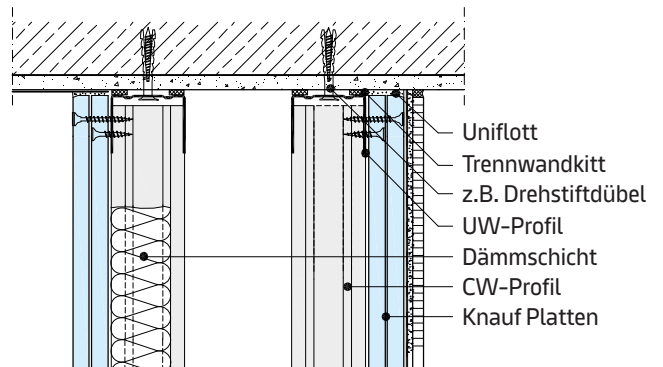 Uniflott
Trennwandkitt
z.B. Drehstiftdübel
UW-Profil
Dämmschicht
CW-Profil
Knauf Platten